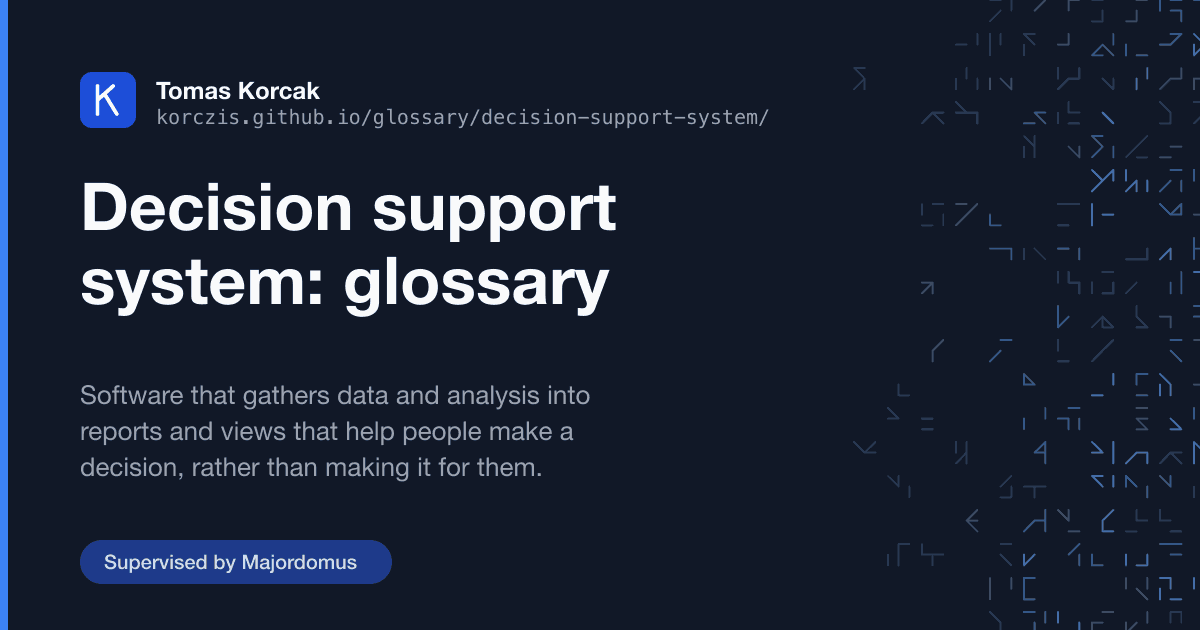 K
Tomas Korcak
korczis.github.io/glossary/decision-support-system/
Decision support
system: glossary
Software that gathers data and analysis into
reports and views that help people make a
decision, rather than making it for them.
Supervised by Majordomus